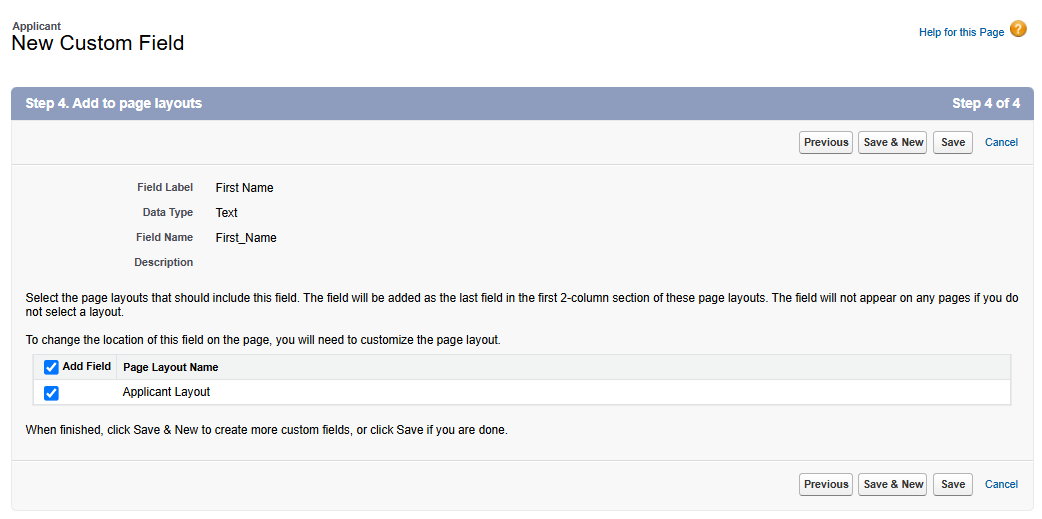 Applicant
New Custom Field
Help for this Page ?
Step 4. Add to page layouts Step 4 of 4
Previous Save & New Save Cancel
Field Label First Name
Data Type Text
Field Name First_Name
Description
Select the page layouts that should include this field. The field will be added as the last field in the first 2-column section of these page layouts. The field will not appear on any pages if you do
not select a layout.
To change the location of this field on the page, you will need to customize the page layout.
Add Field Page Layout Name
Applicant Layout
When finished, click Save & New to create more custom fields, or click Save if you are done.
Previous Save & New Save Cancel